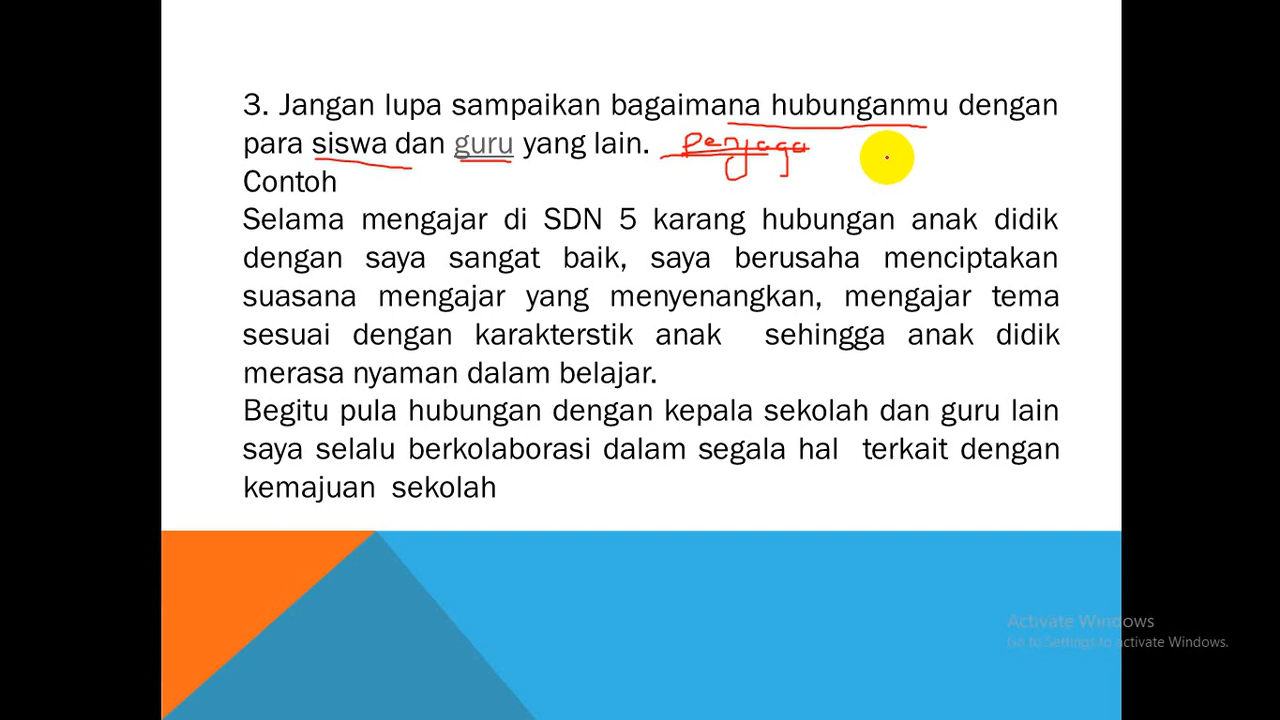 3. Jangan lupa sampaikan bagaimana hubunganmu dengan
para siswa dan guru yang lain. Penjaga
Contoh
Selama mengajar di SDN 5 karang hubungan anak didik
dengan saya sangat baik, saya berusaha menciptakan
suasana mengajar yang menyenangkan, mengajar tema
sesuai dengan karakterstik anak sehingga anak didik
merasa nyaman dalam belajar.
Begitu pula hubungan dengan kepala sekolah dan guru lain
saya selalu berkolaborasi dalam segala hal terkait dengan
kemajuan sekolah
Activate Windows
Go to Settings to activate Windows.